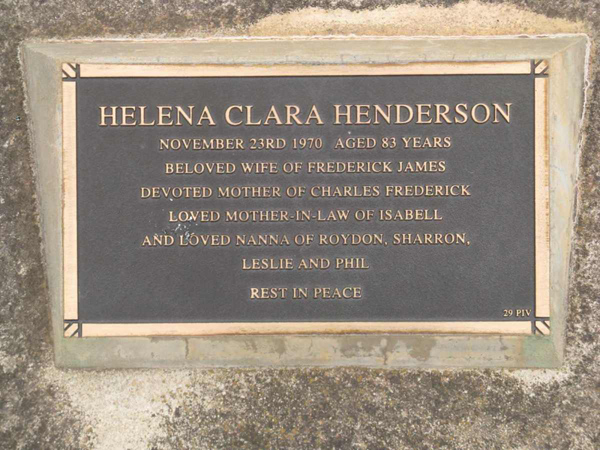 HELENA CLARA HENDERSON
NOVEMBER 23RD 1970 AGED 83 YEARS
BELOVED WIFE OF FREDERICK JAMES
DEVOTED MOTHER OF CHARLES FREDERICK
LOVED MOTHER-IN-LAW OF ISABELL
AND LOVED NANNA OF ROYDON, SHARRON,
LESLIE AND PHIL
REST IN PEACE
29 PIV